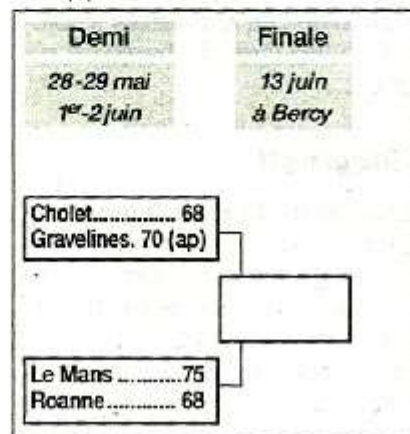 Demi
Finale
28-29 mai
1er-2 juin
13 juin
à Bercy
Cholet............... 68
Gravelines. 70 (ap)
Le Mans ............75
Roanne............. 68